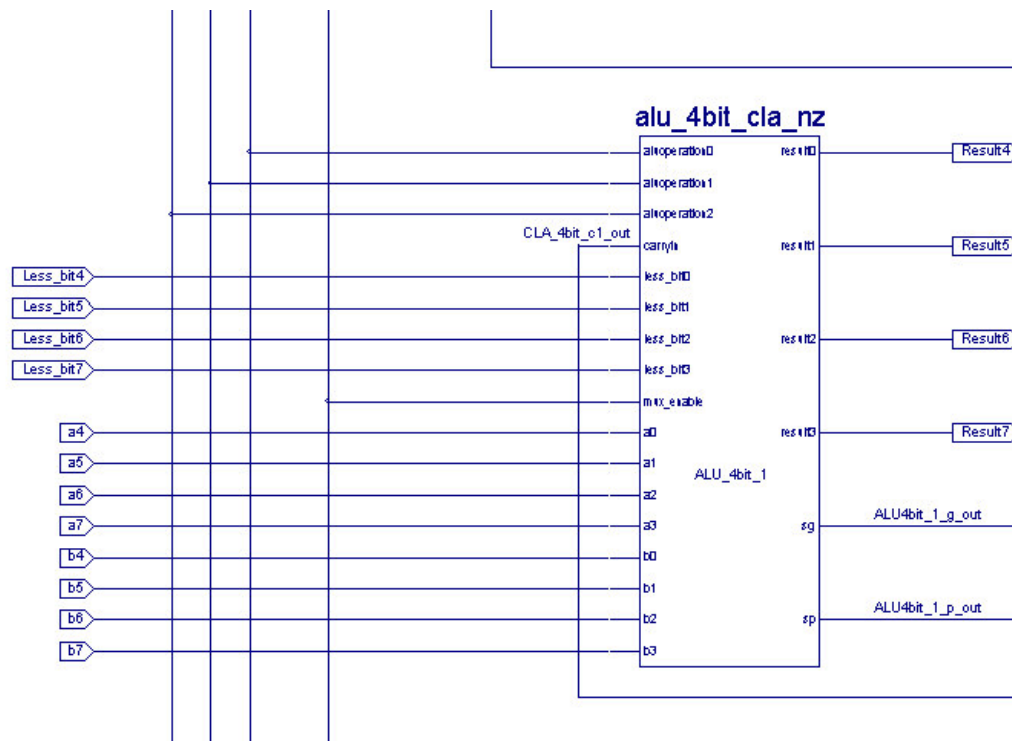 alu_4bit_cla_nz
aluoperation0 result0 Result4
aluoperation1
aluoperation2
CLA_4bit_c1_out
carryin result1 Result5
Less_bit4 less_bit0
Less_bit5 less_bit1
Less_bit6 less_bit2 result2 Result6
Less_bit7 less_bit3
mux_enable
a4 a0 result3 Result7
a5 a1
ALU_4bit_1
a6 a2
ALU4bit_1_g_out
a7 a3 sg
b4 b0
b5 b1
ALU4bit_1_p_out
b6 b2 sp
b7 b3